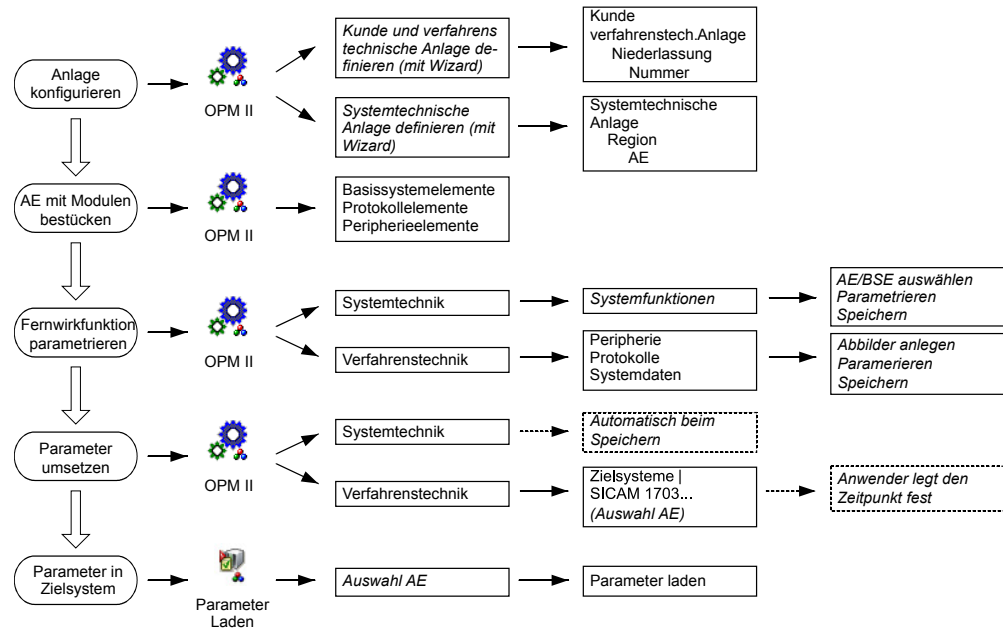 Anlage
konfigurieren
OPM II
Kunde und verfahrens
technische Anlage de-
finieren (mit Wizard)
Kunde
verfahrenstech.Anlage
Niederlassung
Nummer
Systemtechnische
Anlage definieren (mit
Wizard)
Systemtechnische
Anlage
Region
AE
AE mit Modulen
bestücken
OPM II
Basissystemelemente
Protokollelemente
Peripherieelemente
Fernwirkfunktion
parametrieren
OPM II
Systemtechnik
Systemfunktionen
AE/BSE auswählen
Parametrieren
Speichern
Verfahrenstechnik
Peripherie
Protokolle
Systemdaten
Abbilder anlegen
Paramerieren
Speichern
Parameter
umsetzen
OPM II
Systemtechnik
Automatisch beim
Speichern
Verfahrenstechnik
Zielsysteme |
SICAM 1703...
(Auswahl AE)
Anwender legt den
Zeitpunkt fest
Parameter in
Zielsystem
Parameter
Laden
Auswahl AE
Parameter laden